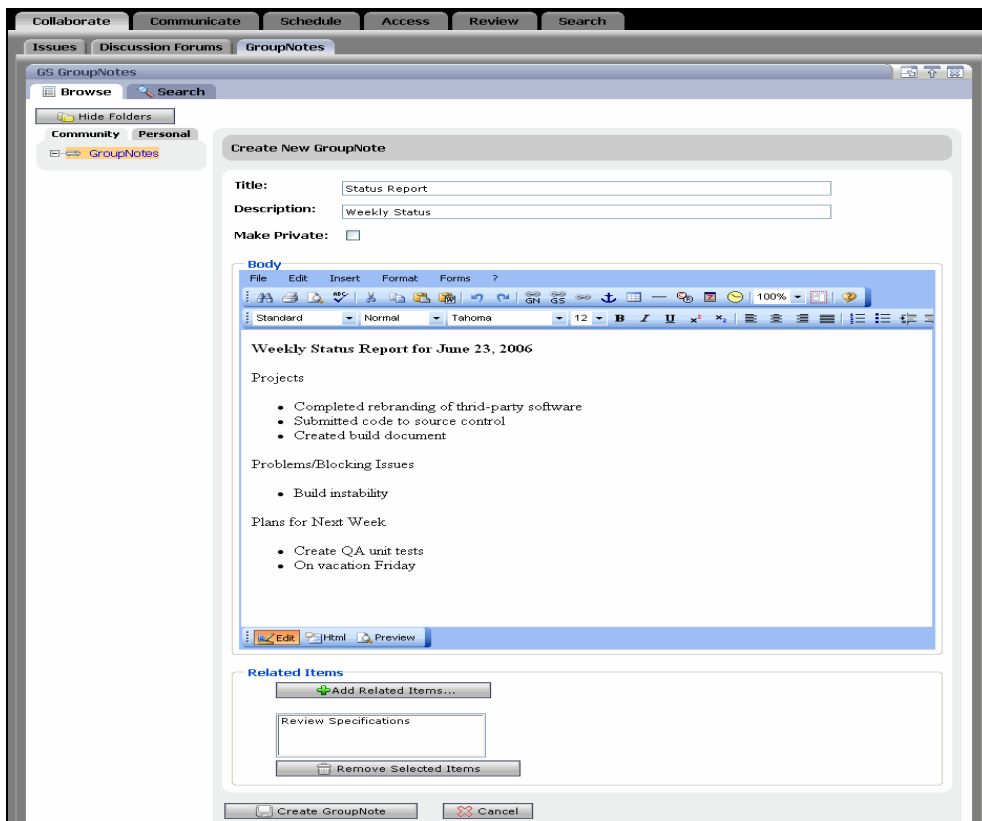 Collaborate Communicate Schedule Access Review Search
Issues Discussion Forums GroupNotes
GS GroupNotes
Browse Search
Hide Folders
Community Personal
GroupNotes
Create New GroupNote
Title: Status Report
Description: Weekly Status
Make Private:
Body
File Edit Insert Format Forms ?
ABC W GN GS 100%
Standard Normal Tahoma 12 B I U x² x₂
Weekly Status Report for June 23, 2006
Projects
• Completed rebranding of thrid-party software
• Submitted code to source control
• Created build document
Problems/Blocking Issues
• Build instability
Plans for Next Week
• Create QA unit tests
• On vacation Friday
Edit Html Preview
Related Items
Add Related Items...
Review Specifications
Remove Selected Items
Create GroupNote Cancel